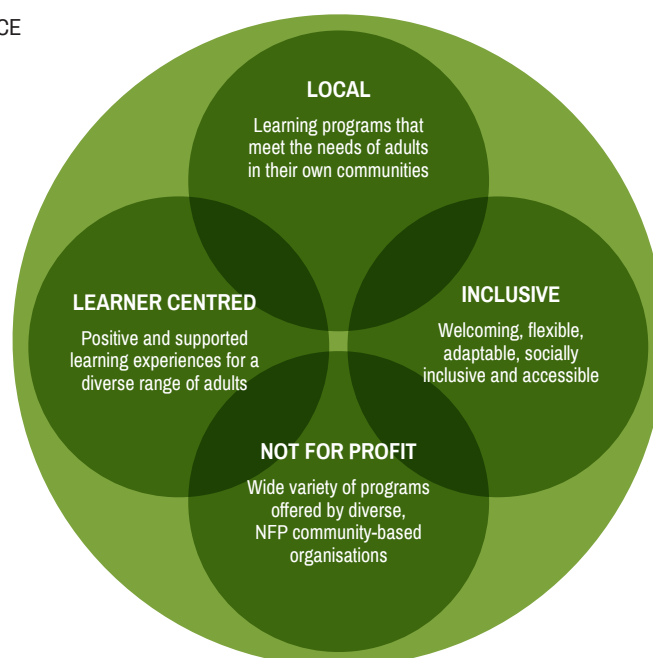 CE
LOCAL
Learning programs that
meet the needs of adults
in their own communities
LEARNER CENTRED
Positive and supported
learning experiences for a
diverse range of adults
INCLUSIVE
Welcoming, flexible,
adaptable, socially
inclusive and accessible
NOT FOR PROFIT
Wide variety of programs
offered by diverse,
NFP community-based
organisations